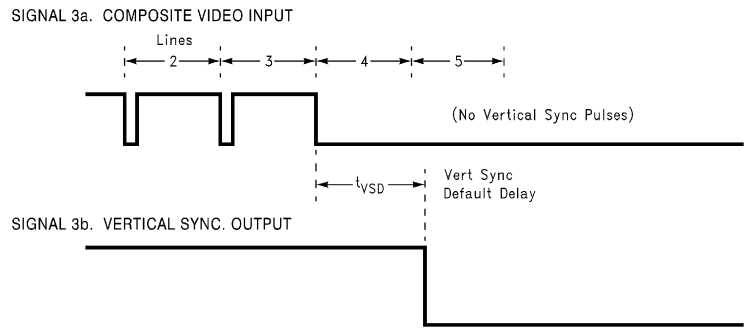 SIGNAL 3a. COMPOSITE VIDEO INPUT
Lines
2 3 4 5
(No Vertical Sync Pulses)
tVSD
Vert Sync
Default Delay
SIGNAL 3b. VERTICAL SYNC. OUTPUT